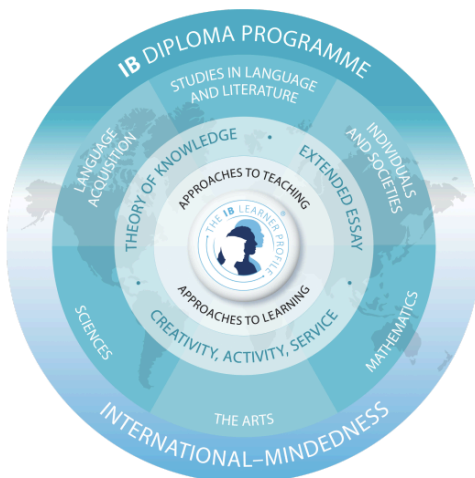 IB DIPLOMA PROGRAMME
STUDIES IN LANGUAGE
AND LITERATURE
LANGUAGE
ACQUISITION
INDIVIDUALS
AND SOCIETIES
THEORY OF KNOWLEDGE
•
EXTENDED ESSAY
APPROACHES TO TEACHING
THE IB LEARNER PROFILE ®
APPROACHES TO LEARNING
•
CREATIVITY, ACTIVITY, SERVICE
•
SCIENCES
MATHEMATICS
THE ARTS
INTERNATIONAL–MINDEDNESS